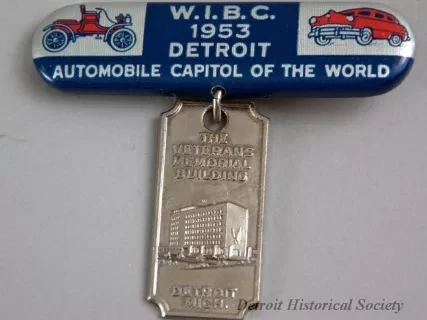 W.I.B.C.
1953
DETROIT
AUTOMOBILE CAPITOL OF THE WORLD
THE
VETERANS
MEMORIAL
BUILDING
DETROIT
MICH.
Detroit Historical Society